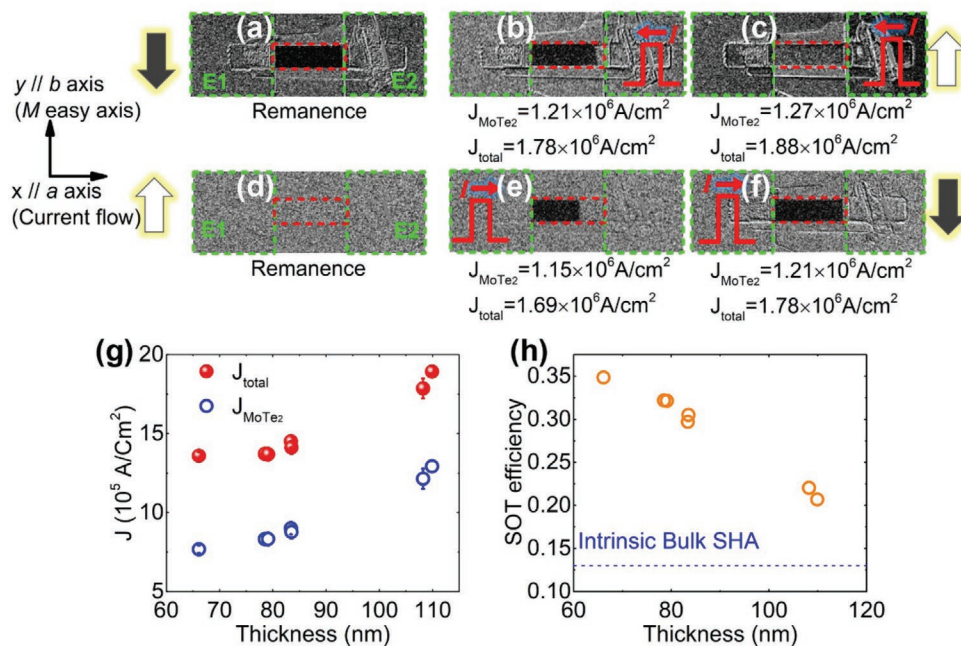 (a)
(b)
(c)
I
I
E1
E2
y // b axis
(M easy axis)
Remanence
J_MoTe2=1.21×10^6A/cm^2
J_MoTe2=1.27×10^6A/cm^2
J_total=1.78×10^6A/cm^2
J_total=1.88×10^6A/cm^2
x // a axis
(Current flow)
(d)
(e)
(f)
I
I
E1
E2
Remanence
J_MoTe2=1.15×10^6A/cm^2
J_MoTe2=1.21×10^6A/cm^2
J_total=1.69×10^6A/cm^2
J_total=1.78×10^6A/cm^2
(g)
20
15
10
5
J (10^5 A/Cm^2)
J_total
J_MoTe2
60 70 80 90 100 110
Thickness (nm)
(h)
0.35
0.30
0.25
0.20
0.15
0.10
SOT efficiency
Intrinsic Bulk SHA
60 80 100 120
Thickness (nm)